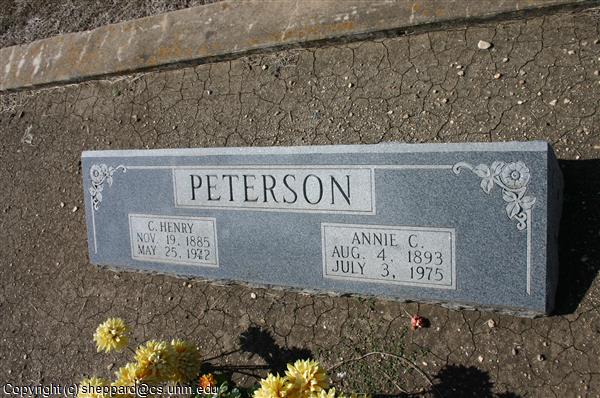 PETERSON
C. HENRY
NOV. 19, 1885
MAY 25, 1972
ANNIE C.
AUG. 4, 1893
JULY 3, 1975
Copyright (c) sheppard@cs.unm.edu